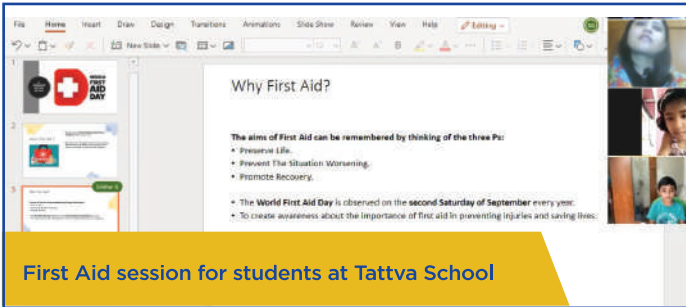 File Home Insert Draw Design Transitions Animations Slide Show Review View Help Editing
New Slide
1
WORLD
FIRST
AID
DAY
2
3
Why First Aid?
The aims of First Aid can be remembered by thinking of the three Ps:
• Preserve Life.
• Prevent The Situation Worsening.
• Promote Recovery.
• The World First Aid Day is observed on the second Saturday of September every year.
• To create awareness about the importance of first aid in preventing injuries and saving lives.
First Aid session for students at Tattva School